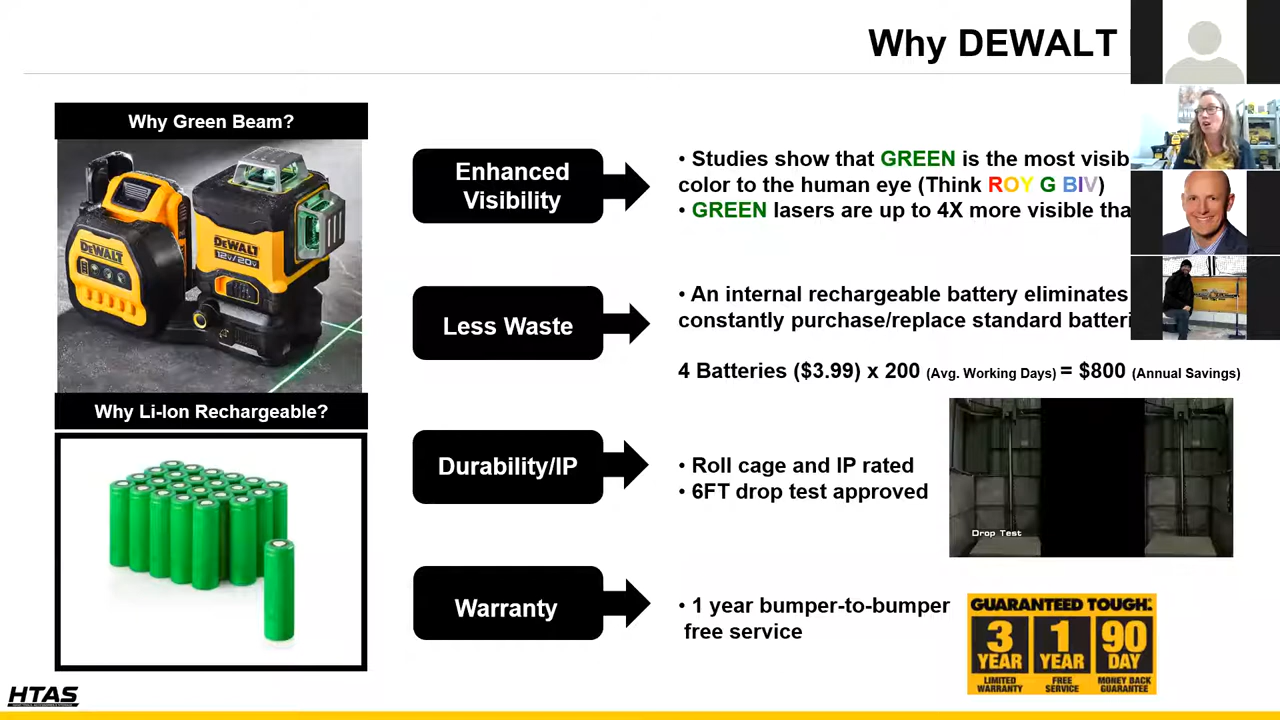 Why DEWALT
Why Green Beam?
DEWALT
DEWALT
12V/20V
Why Li-Ion Rechargeable?
Enhanced
Visibility
• Studies show that GREEN is the most visib
color to the human eye (Think ROY G BIV)
• GREEN lasers are up to 4X more visible tha
Less Waste
• An internal rechargeable battery eliminates
constantly purchase/replace standard batteri
4 Batteries ($3.99) x 200 (Avg. Working Days) = $800 (Annual Savings)
Durability/IP
• Roll cage and IP rated
• 6FT drop test approved
Drop Test
Warranty
• 1 year bumper-to-bumper
free service
GUARANTEED TOUGH.
3 YEAR
LIMITED
WARRANTY
1 YEAR
FREE
SERVICE
90 DAY
MONEY BACK
GUARANTEE
HTAS